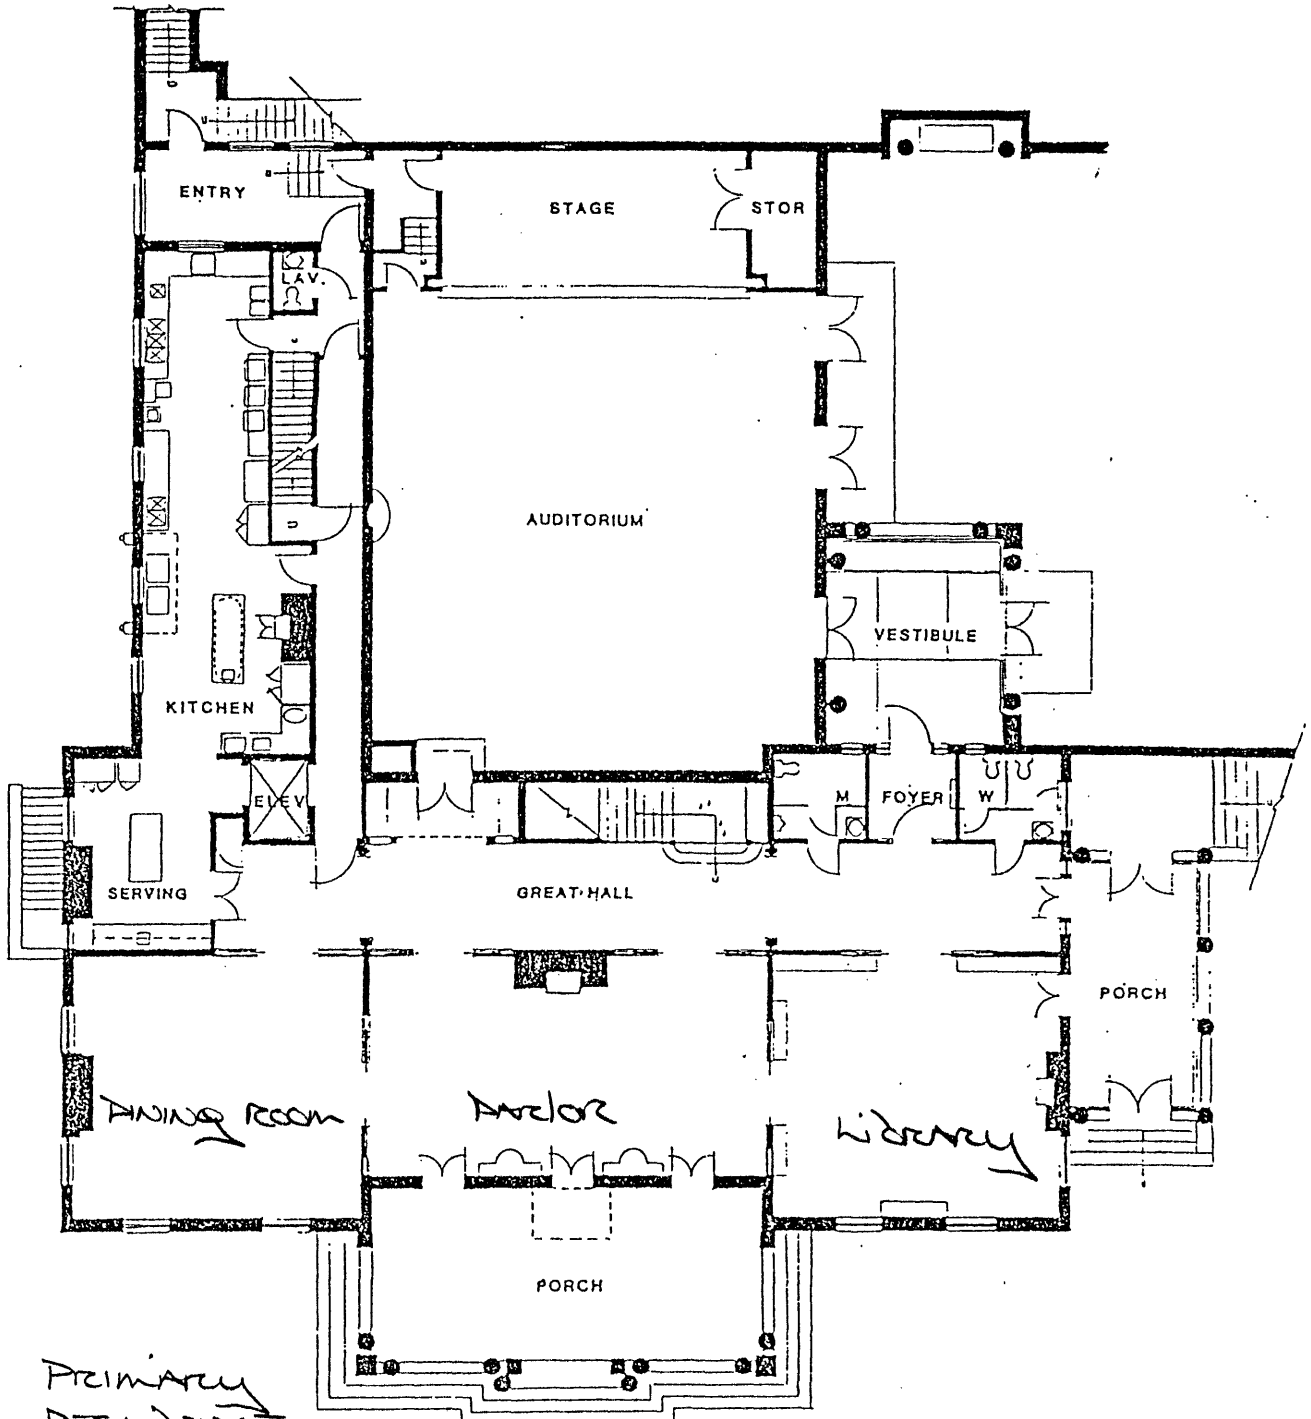 ENTRY
STAGE
STOR
LAV.
AUDITORIUM
VESTIBULE
KITCHEN
ELEV
M
FOYER
W
SERVING
GREAT HALL
PORCH
DINING ROOM
PARLOR
LIBRARY
PORCH
PRIMARY